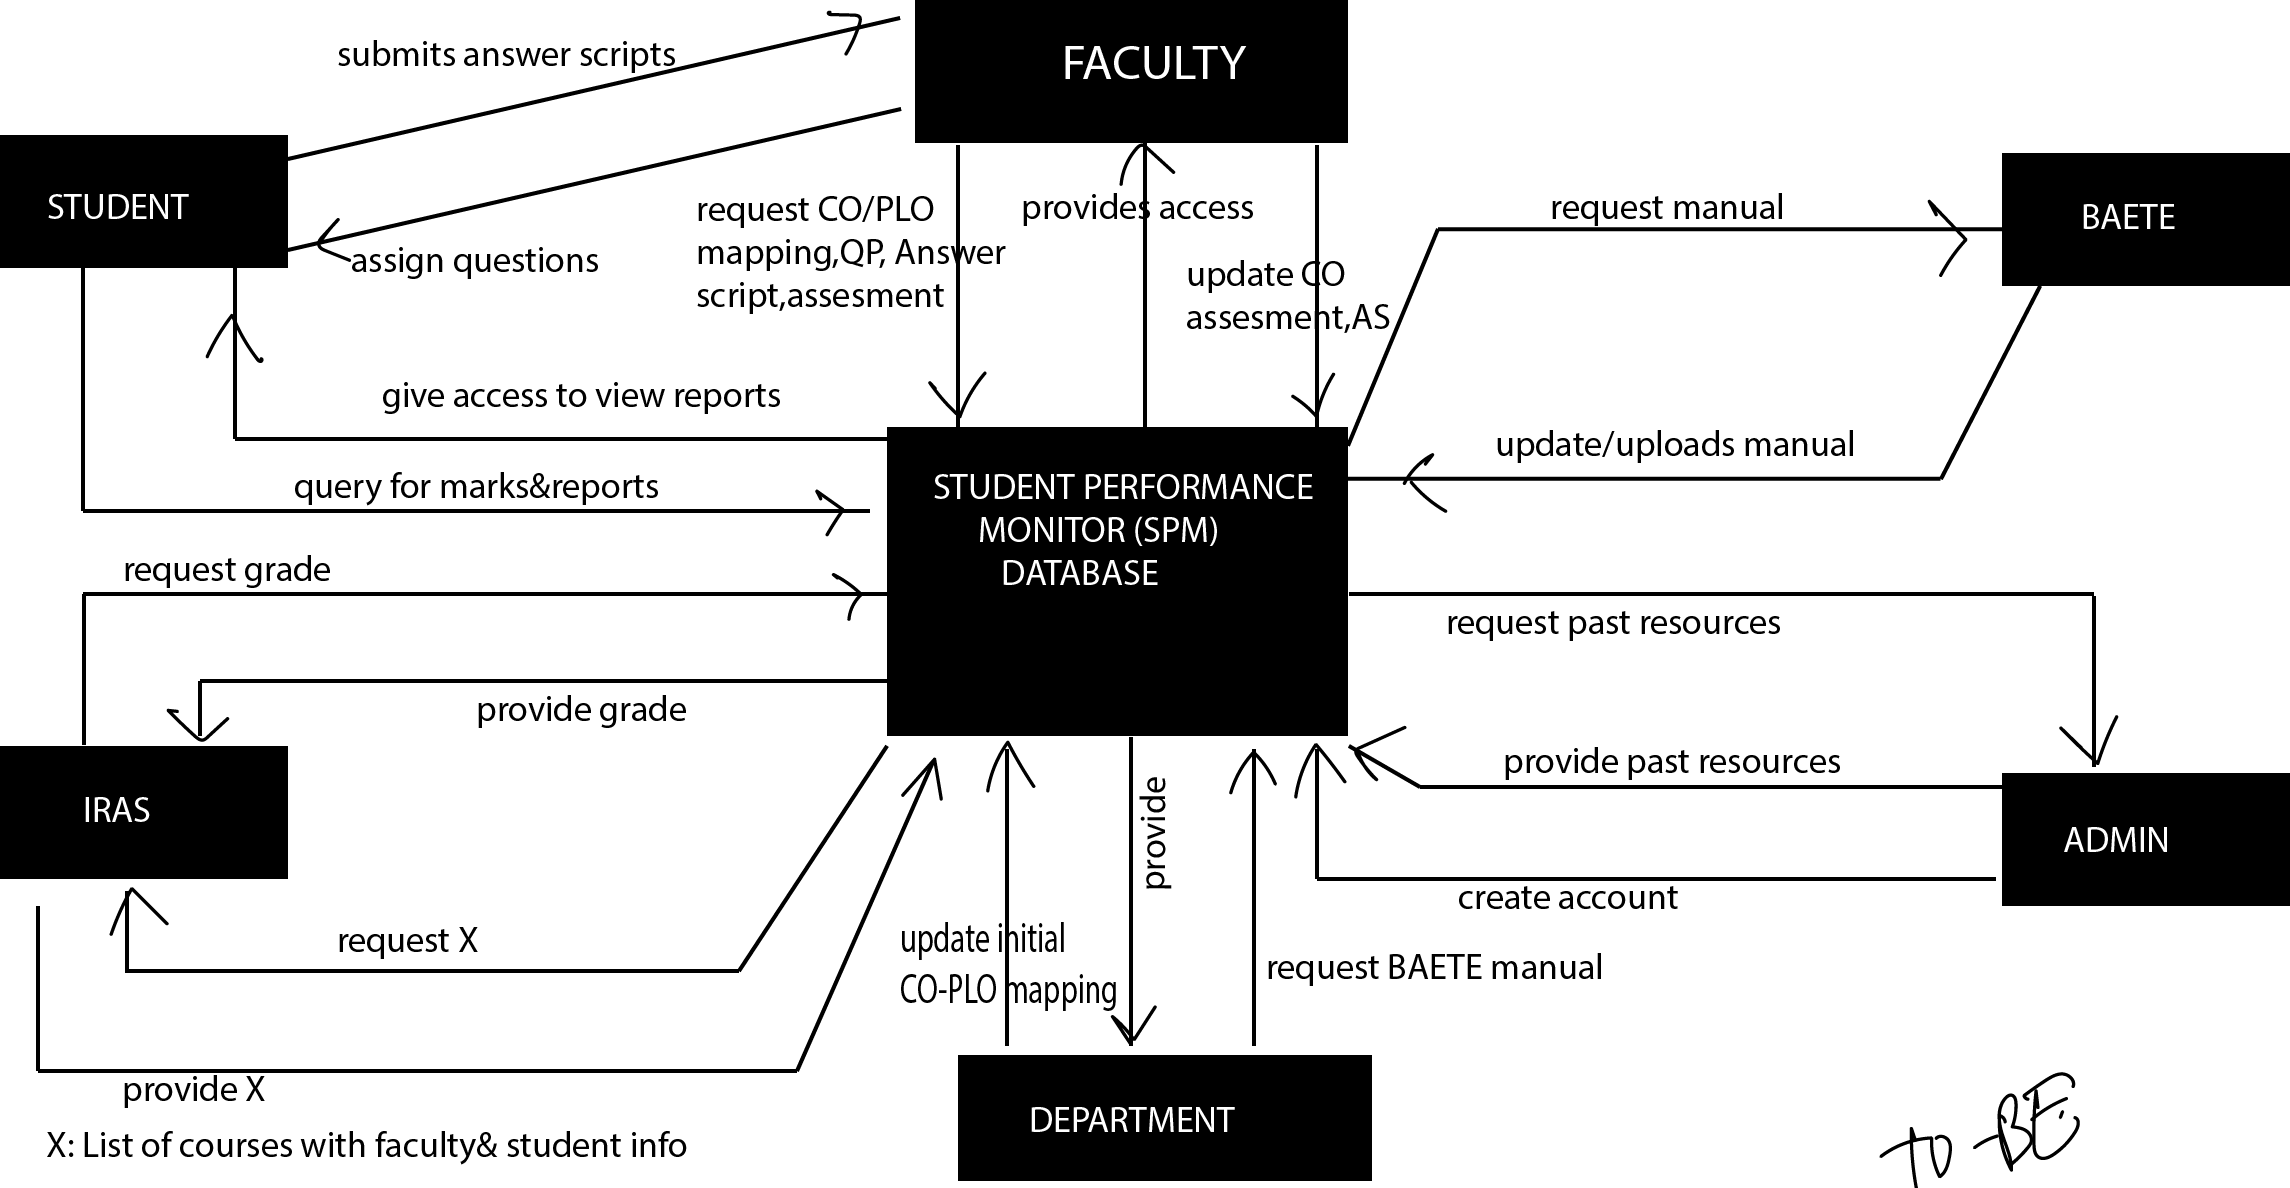 submits answer scripts
FACULTY
STUDENT
assign questions
request CO/PLO
mapping,QP, Answer
script,assesment
provides access
update CO
assesment,AS
request manual
BAETE
give access to view reports
update/uploads manual
query for marks&reports
STUDENT PERFORMANCE
MONITOR (SPM)
DATABASE
request grade
request past resources
provide grade
provide past resources
IRAS
provide
ADMIN
create account
request X
update initial
CO-PLO mapping
request BAETE manual
provide X
DEPARTMENT
X: List of courses with faculty& student info
TO-BE